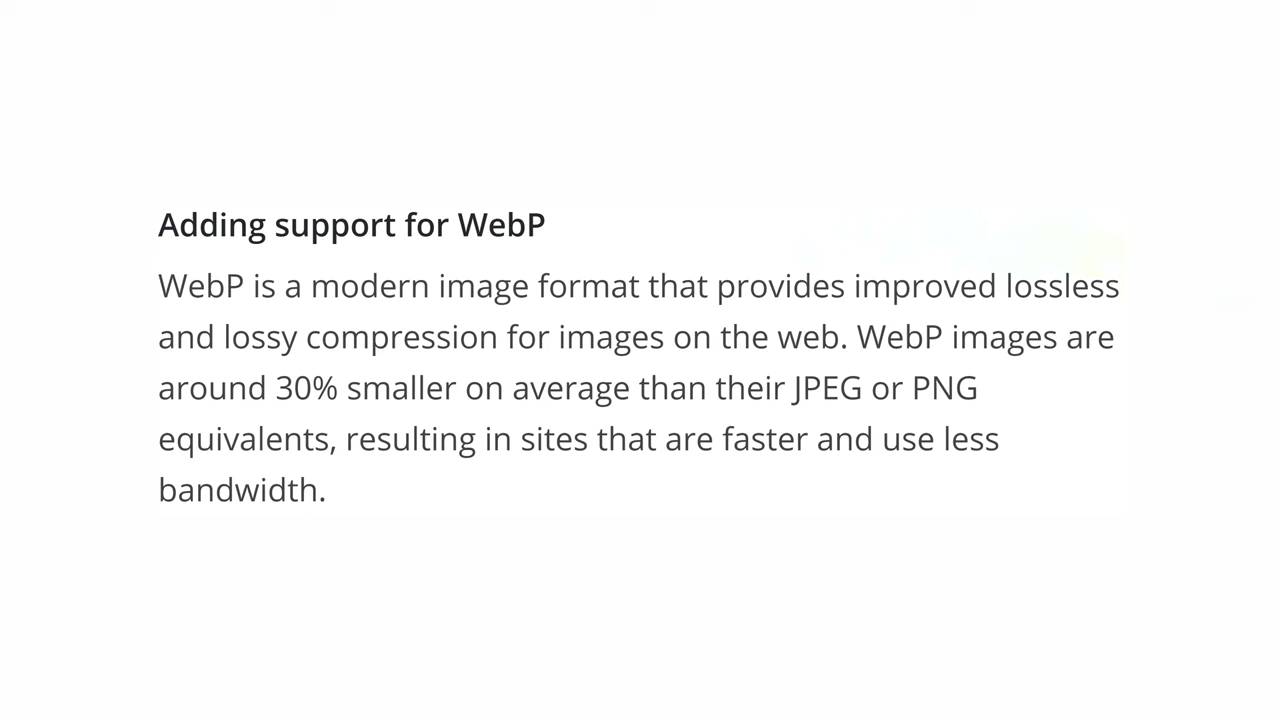 Adding support for WebP
WebP is a modern image format that provides improved lossless
and lossy compression for images on the web. WebP images are
around 30% smaller on average than their JPEG or PNG
equivalents, resulting in sites that are faster and use less
bandwidth.